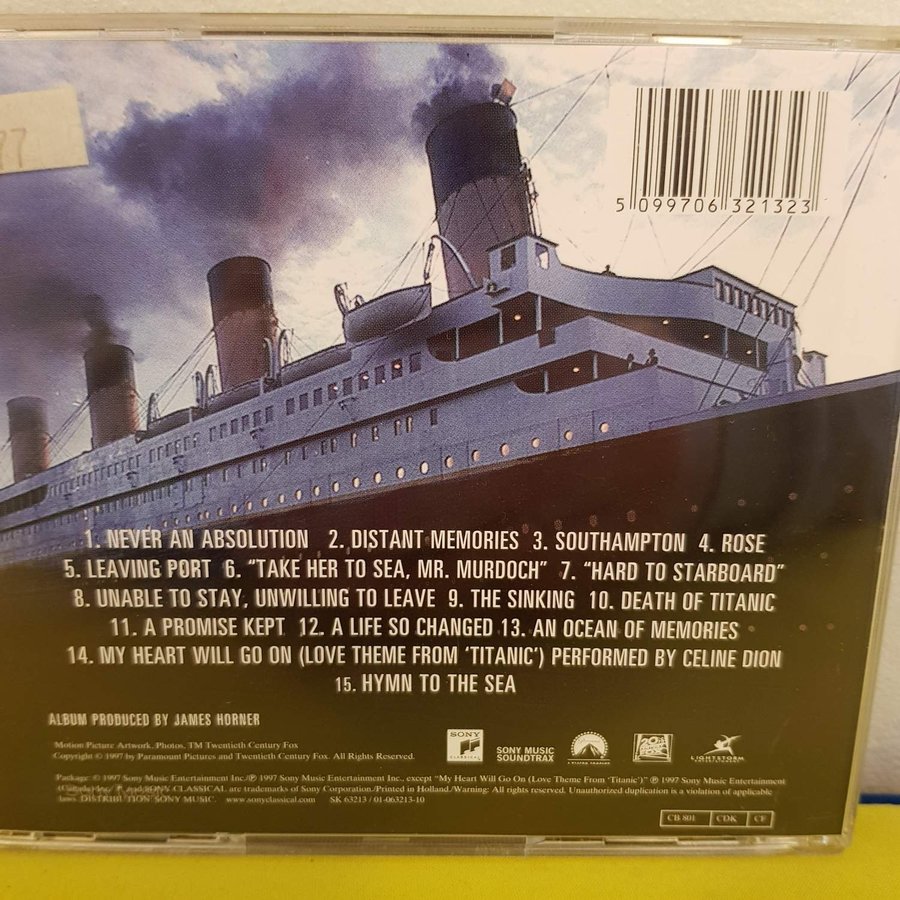 77
5 099706 321323
1. NEVER AN ABSOLUTION 2. DISTANT MEMORIES 3. SOUTHAMPTON 4. ROSE
5. LEAVING PORT 6. "TAKE HER TO SEA, MR. MURDOCH" 7. "HARD TO STARBOARD"
8. UNABLE TO STAY, UNWILLING TO LEAVE 9. THE SINKING 10. DEATH OF TITANIC
11. A PROMISE KEPT 12. A LIFE SO CHANGED 13. AN OCEAN OF MEMORIES
14. MY HEART WILL GO ON (LOVE THEME FROM 'TITANIC') PERFORMED BY CELINE DION
15. HYMN TO THE SEA
ALBUM PRODUCED BY JAMES HORNER
Motion Picture Artwork, Photos, TM Twentieth Century Fox
Copyright © 1997 by Paramount Pictures and Twentieth Century Fox. All Rights Reserved.
SONY
CLASSICAL
SONY MUSIC
SOUNDTRAX
20th CENTURY FOX
LIGHTSTORM
Package: © 1997 Sony Music Entertainment Inc./℗ 1997 Sony Music Entertainment Inc., except "My Heart Will Go On (Love Theme From 'Titanic')" ℗ 1997 Sony Music Entertainment
(Canada) Inc./ and SONY CLASSICAL are trademarks of Sony Corporation./Printed in Holland/Warning: All rights reserved. Unauthorized duplication is a violation of applicable
laws. DISTRIBUTION: SONY MUSIC. www.sonyclassical.com SK 63213 / 01-063213-10
CB 801 CDK CE